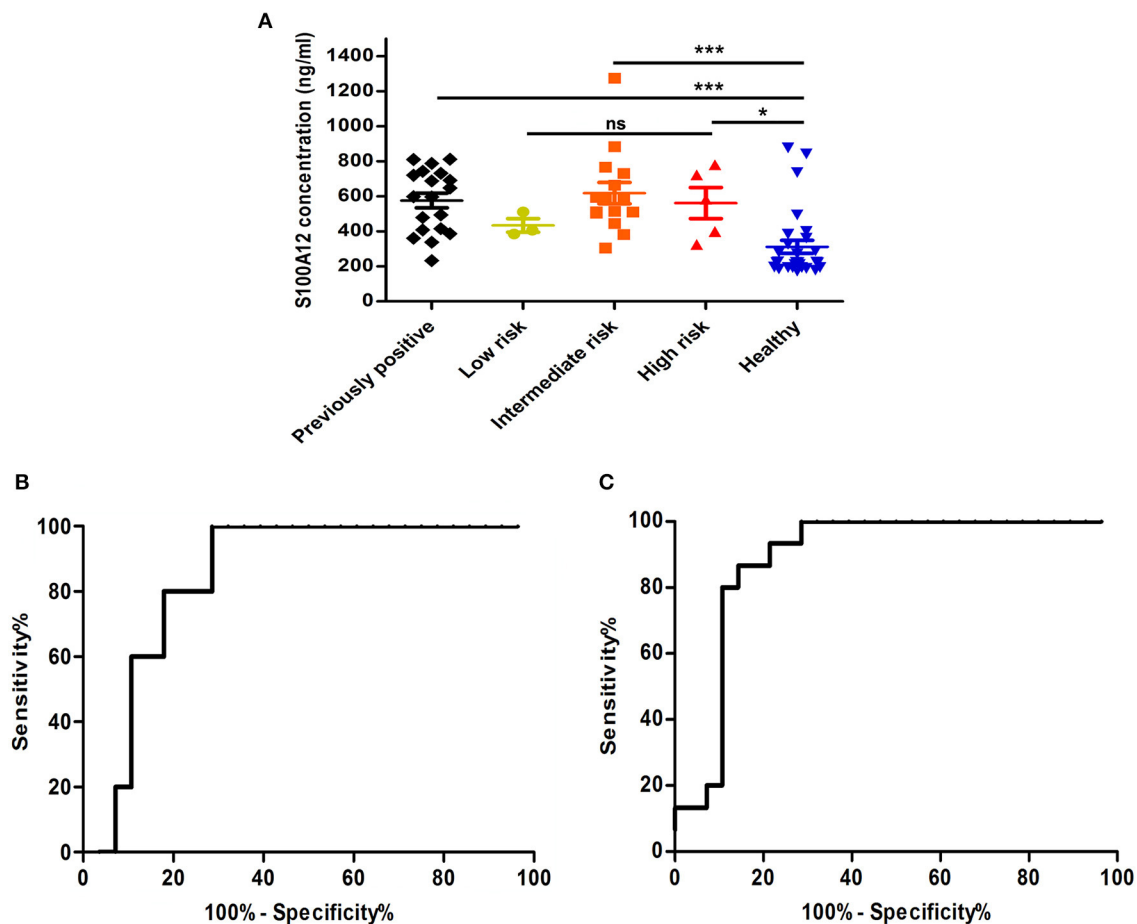 A
S100A12 concentration (ng/ml)
1400
1200
1000
800
600
400
200
0
***
***
ns
*
Previously positive
Low risk
Intermediate risk
High risk
Healthy
B
Sensitivity%
100
80
60
40
20
0
0 20 40 60 80 100
100% - Specificity%
C
Sensitivity%
100
80
60
40
20
0
0 20 40 60 80 100
100% - Specificity%